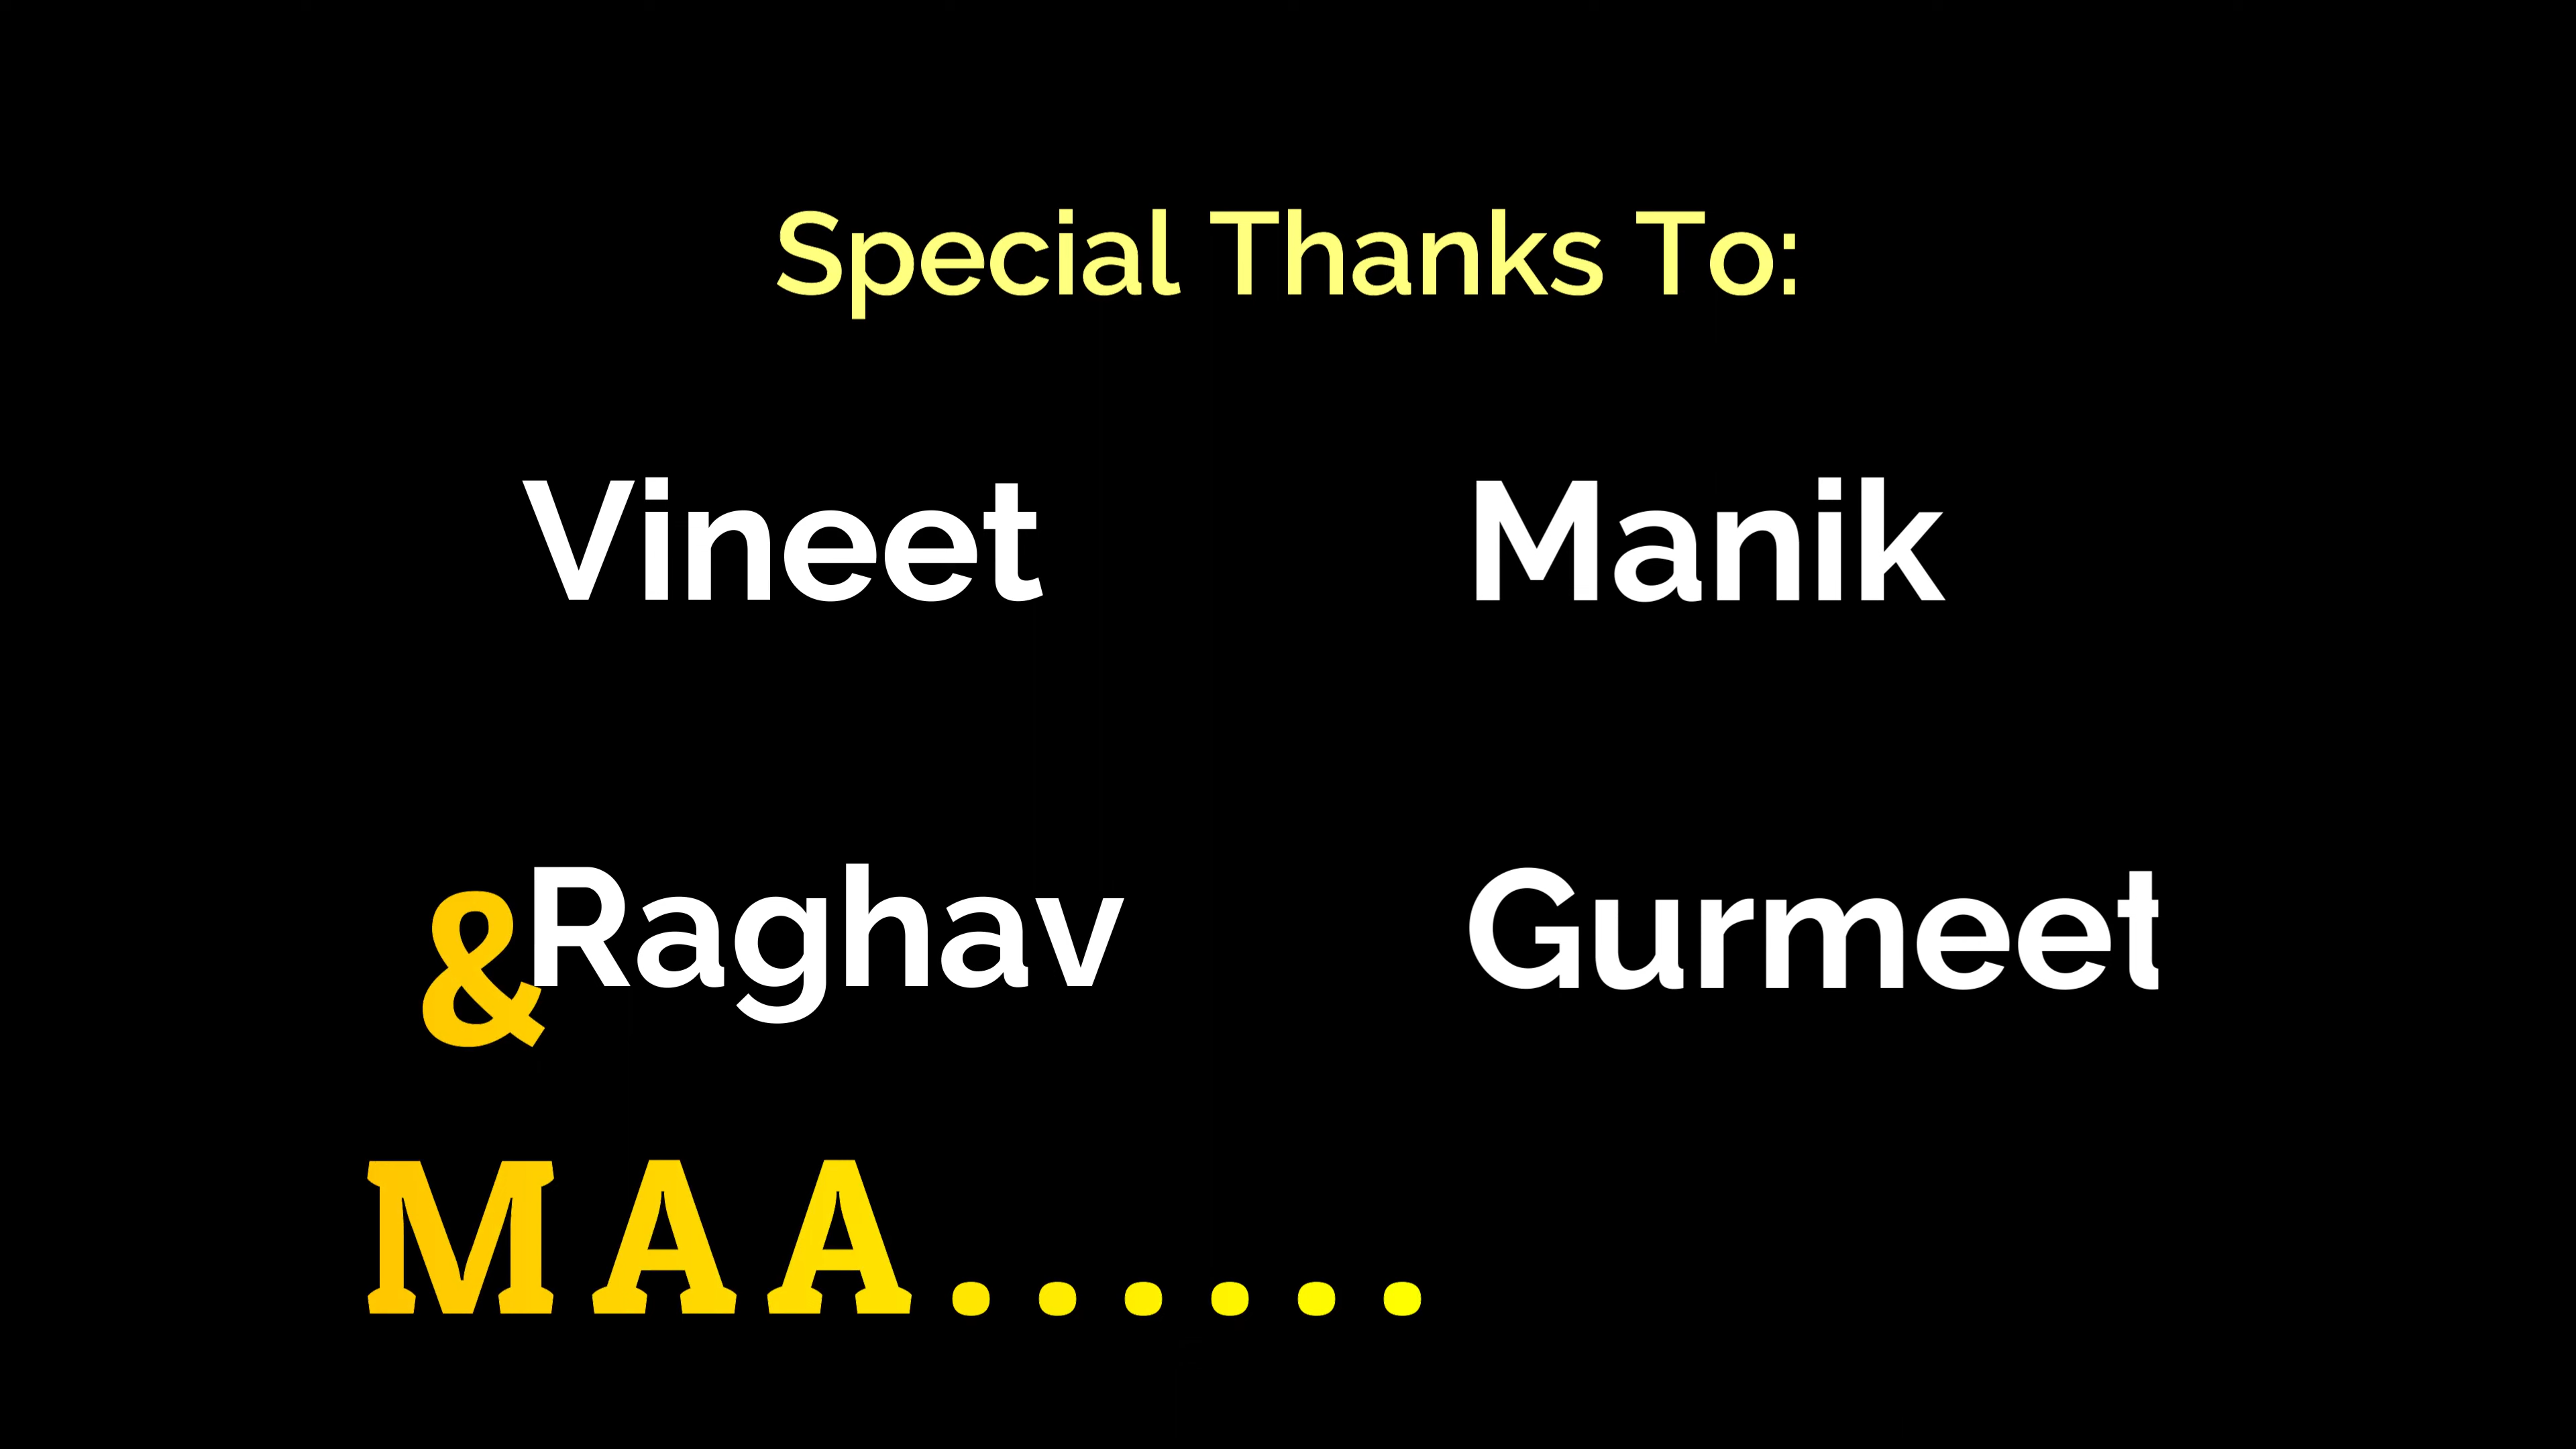 Special Thanks To:
Vineet Manik
Raghav Gurmeet
&
MAA......